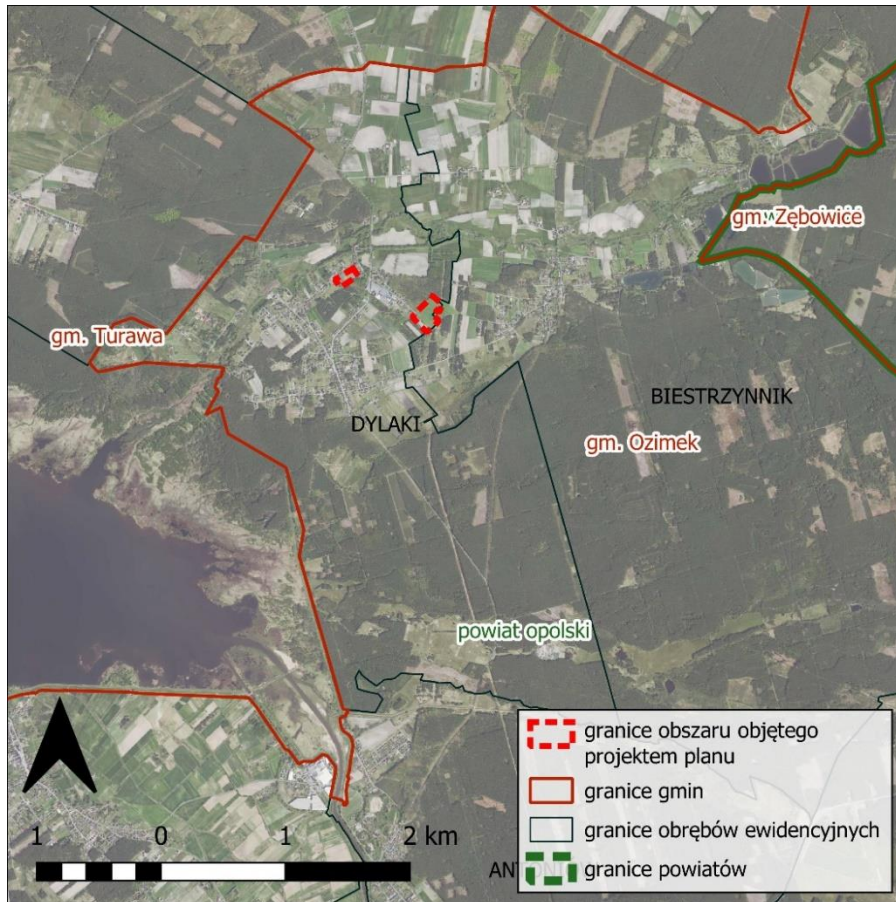 gm. Zębowice
gm. Turawa
BIESTRZYNNIK
DYLAKI
gm. Ozimek
powiat opolski
granice obszaru objętego
projektem planu
granice gmin
granice obrębów ewidencyjnych
granice powiatów
1 0 1 2 km